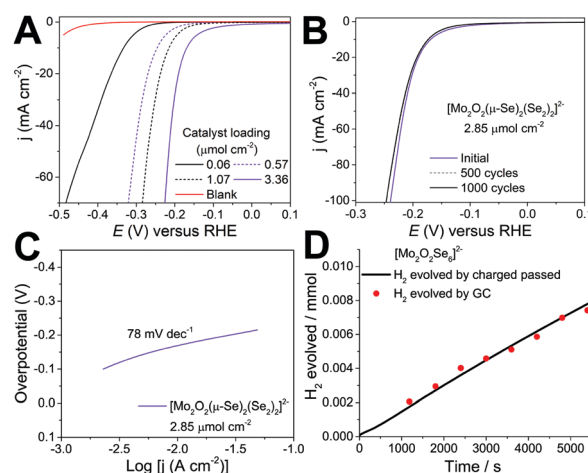 A
0
-20
-40
-60
j (mA cm⁻²)
Catalyst loading
(μmol cm⁻²)
0.06 0.57
1.07 3.36
Blank
-0.5 -0.4 -0.3 -0.2 -0.1 0.0 0.1
E (V) versus RHE
B
0
-20
-40
-60
-80
-100
j (mA cm⁻²)
[Mo₂O₂(μ-Se)₂(Se₂)₂]²⁻
2.85 μmol cm⁻²
Initial
500 cycles
1000 cycles
-0.3 -0.2 -0.1 0.0 0.1
E (V) versus RHE
C
-0.4
-0.3
-0.2
-0.1
0.0
0.1
Overpotential (V)
78 mV dec⁻¹
[Mo₂O₂(μ-Se)₂(Se₂)₂]²⁻
2.85 μmol cm⁻²
-3.0 -2.5 -2.0 -1.5 -1.0
Log [j (A cm⁻²)]
D
0.010
0.008
0.006
0.004
0.002
0.000
H₂ evolved / mmol
[Mo₂O₂Se₆]²⁻
H₂ evolved by charged passed
H₂ evolved by GC
0 1000 2000 3000 4000 5000
Time / s